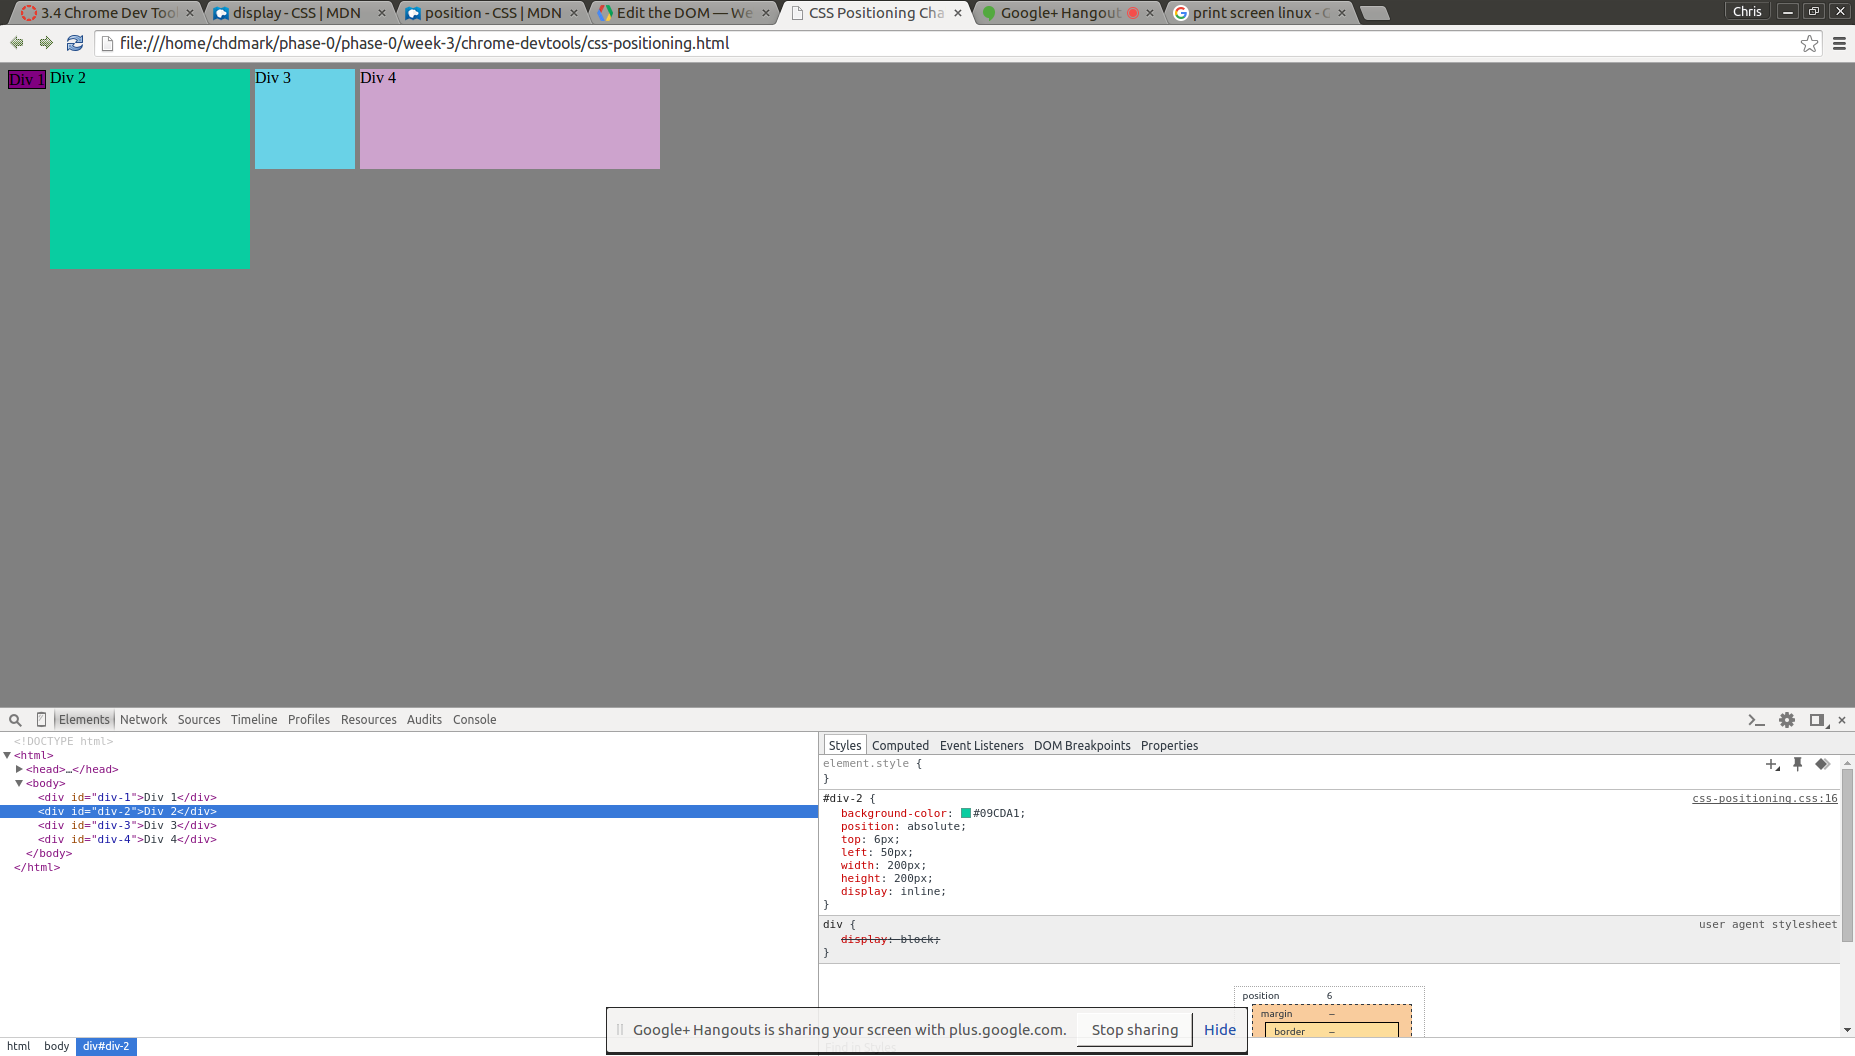 3.4 Chrome Dev Tool
display - CSS | MDN
position - CSS | MDN
Edit the DOM — We
CSS Positioning Cha
Google+ Hangout
print screen linux - C
Chris
file:///home/chdmark/phase-0/phase-0/week-3/chrome-devtools/css-positioning.html
Div 1
Div 2
Div 3
Div 4
Elements Network Sources Timeline Profiles Resources Audits Console
<!DOCTYPE html>
<html>
<head>…</head>
<body>
<div id="div-1">Div 1</div>
<div id="div-2">Div 2</div>
<div id="div-3">Div 3</div>
<div id="div-4">Div 4</div>
</body>
</html>
html body div#div-2
Styles Computed Event Listeners DOM Breakpoints Properties
element.style {
}
#div-2 { css-positioning.css:16
background-color: #09CDA1;
position: absolute;
top: 6px;
left: 50px;
width: 200px;
height: 200px;
display: inline;
}
div { user agent stylesheet
display: block;
}
position 6
margin –
border –
Google+ Hangouts is sharing your screen with plus.google.com. Stop sharing Hide
Find in Styles